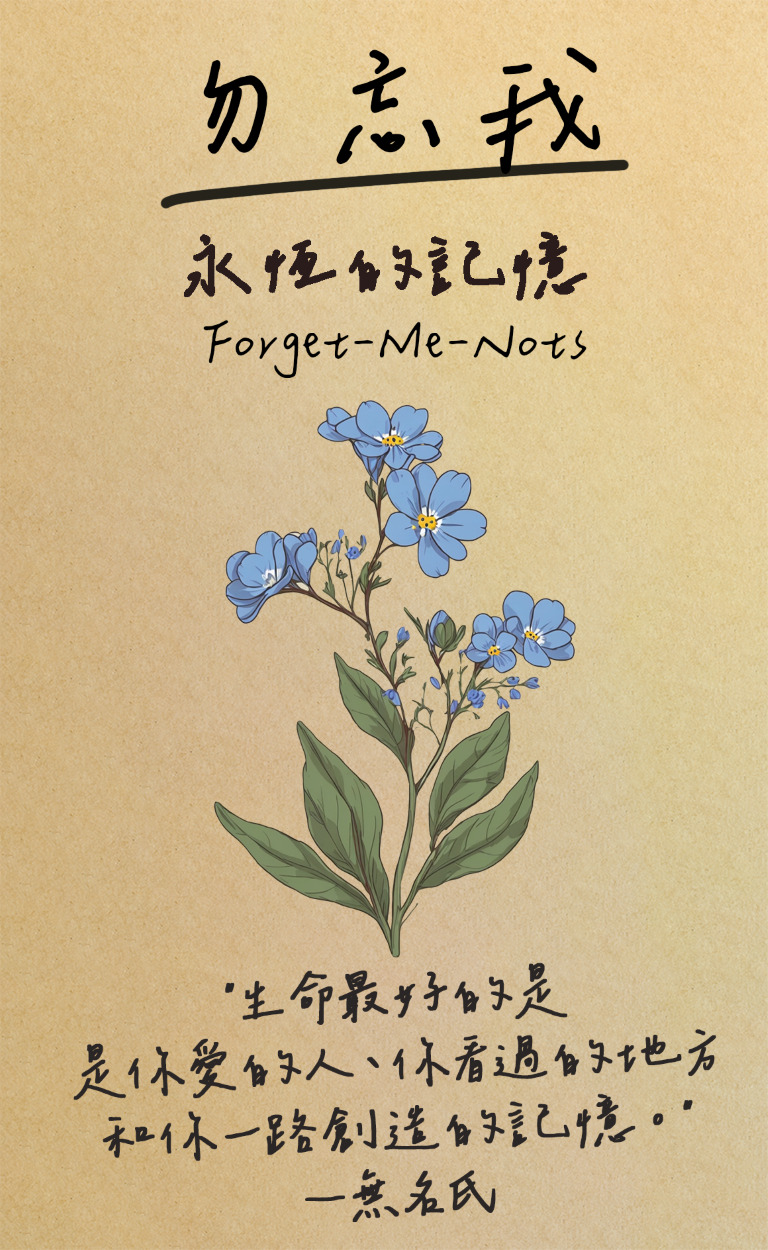 勿忘我
永恆的記憶
Forget-Me-Nots
"生命最好的是
是你愛的人、你看過的地方
和你一路創造的記憶。"
—無名氏